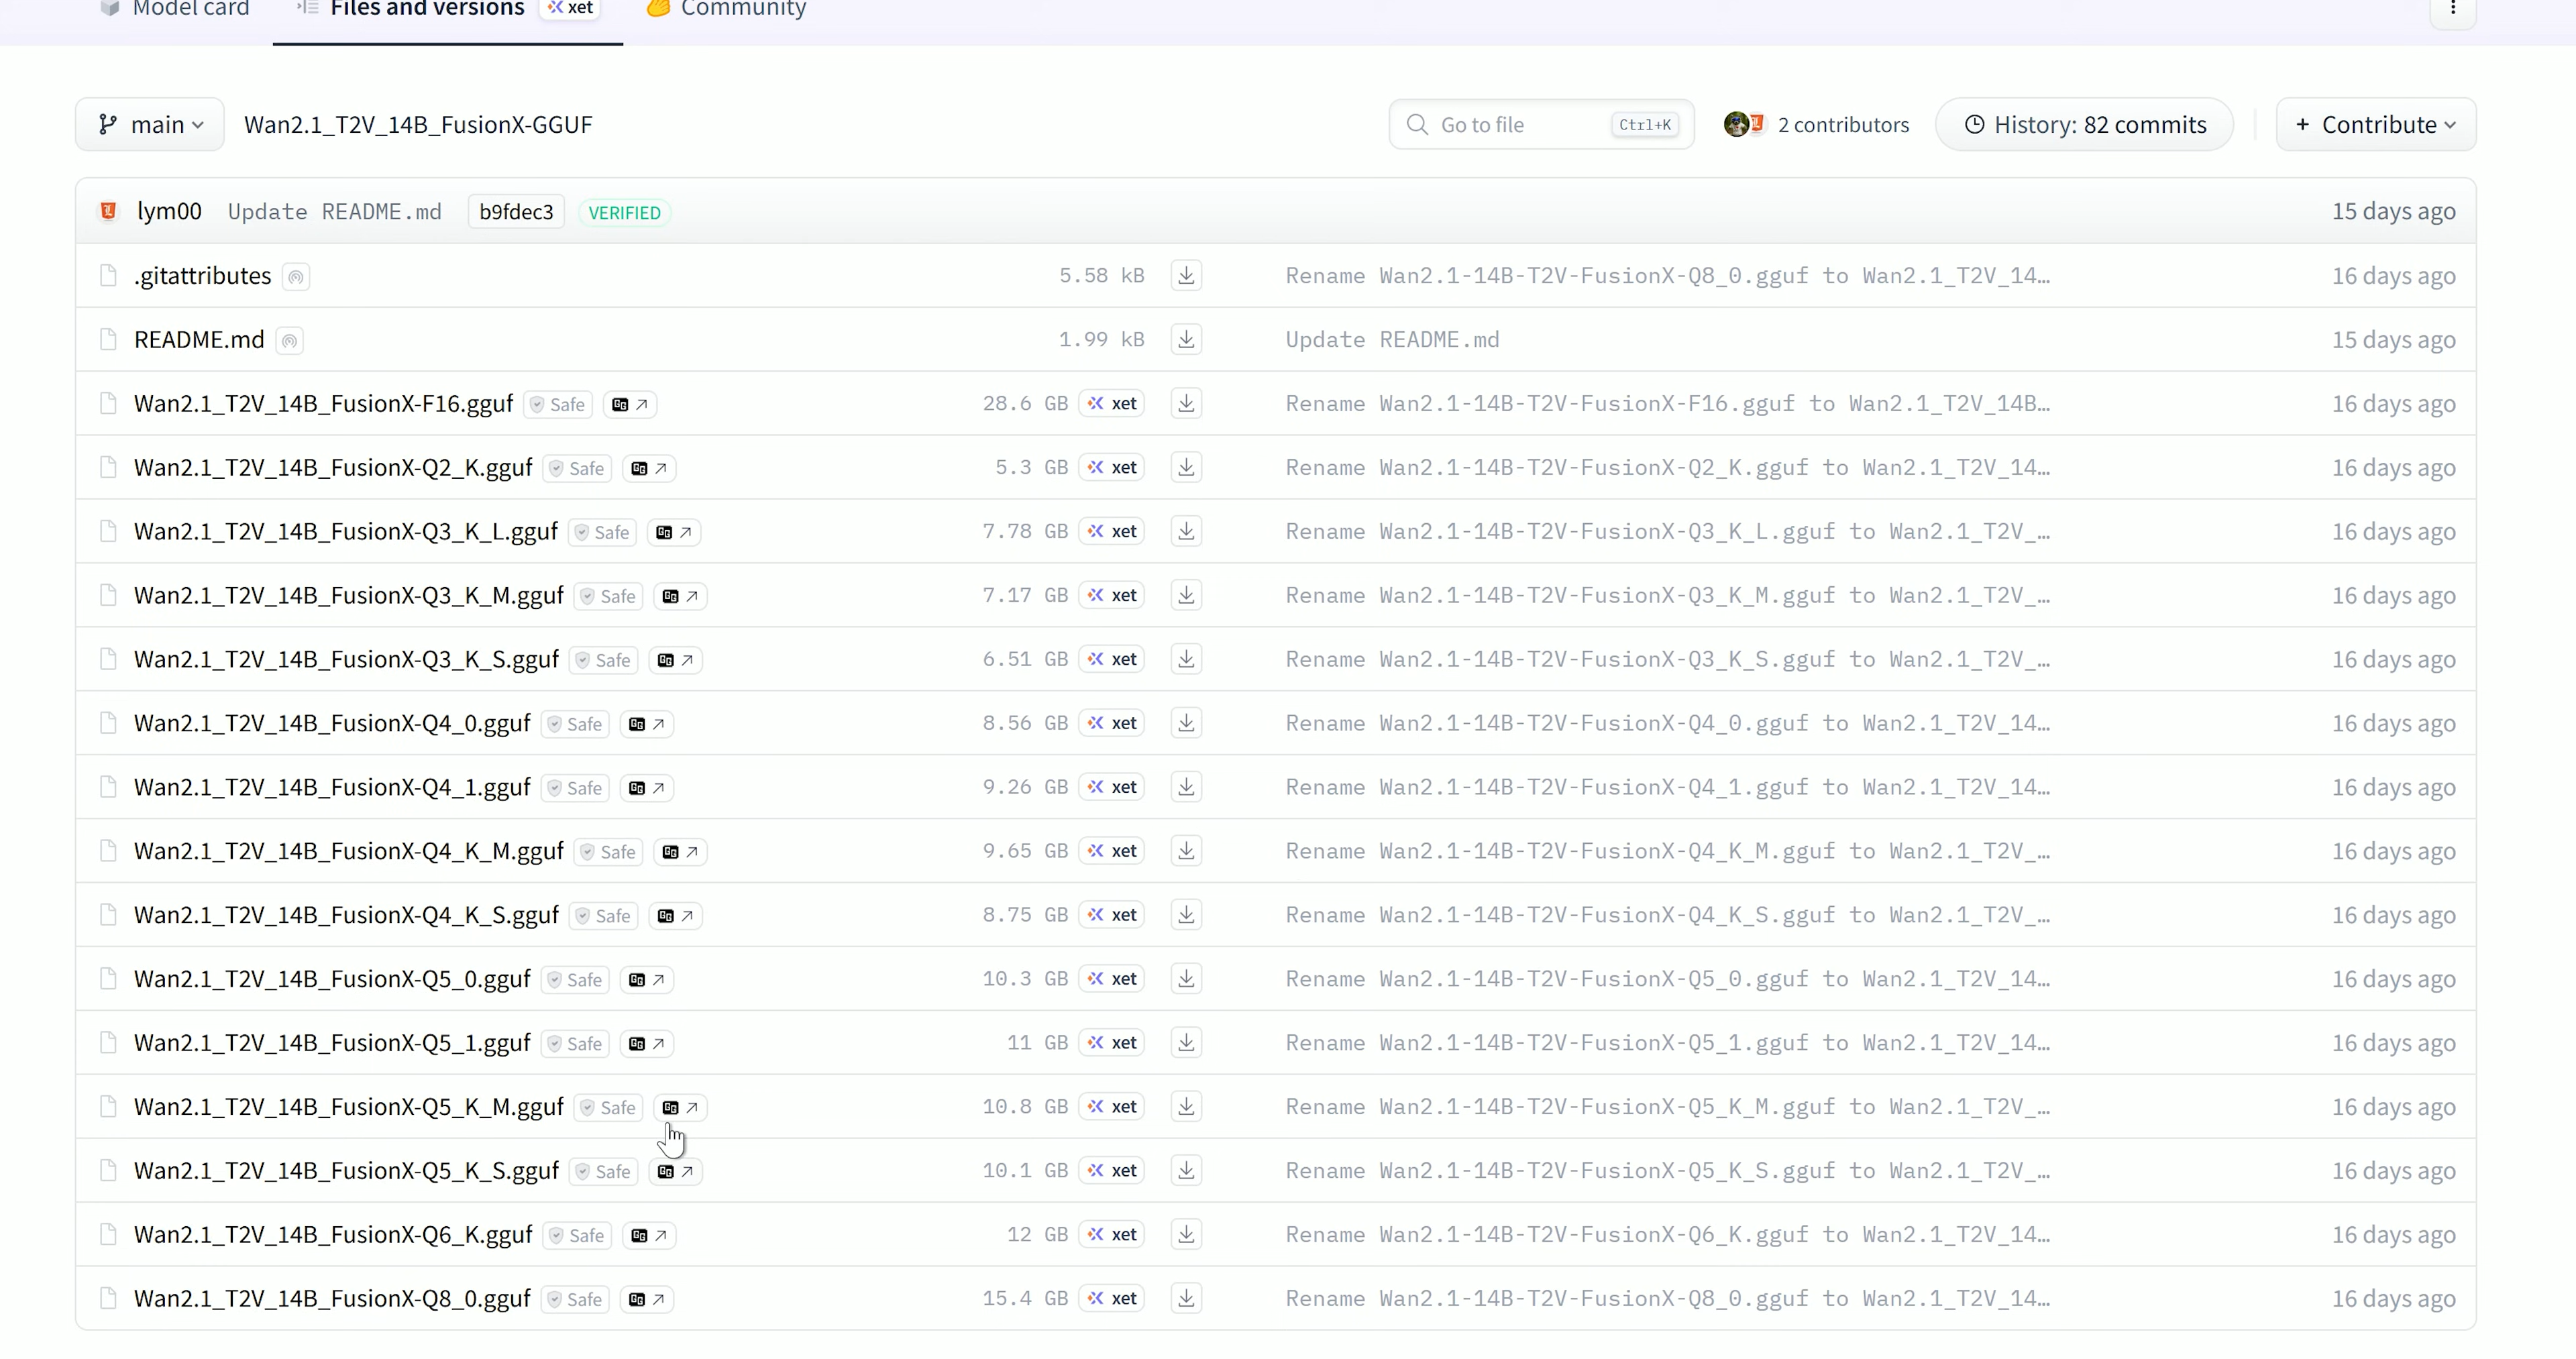 Model card Files and versions xet Community
main Wan2.1_T2V_14B_FusionX-GGUF Go to file Ctrl+K 2 contributors History: 82 commits + Contribute
lym00 Update README.md b9fdec3 VERIFIED 15 days ago
.gitattributes 5.58 kB Rename Wan2.1-14B-T2V-FusionX-Q8_0.gguf to Wan2.1_T2V_14… 16 days ago
README.md 1.99 kB Update README.md 15 days ago
Wan2.1_T2V_14B_FusionX-F16.gguf Safe 28.6 GB xet Rename Wan2.1-14B-T2V-FusionX-F16.gguf to Wan2.1_T2V_14B… 16 days ago
Wan2.1_T2V_14B_FusionX-Q2_K.gguf Safe 5.3 GB xet Rename Wan2.1-14B-T2V-FusionX-Q2_K.gguf to Wan2.1_T2V_14… 16 days ago
Wan2.1_T2V_14B_FusionX-Q3_K_L.gguf Safe 7.78 GB xet Rename Wan2.1-14B-T2V-FusionX-Q3_K_L.gguf to Wan2.1_T2V_… 16 days ago
Wan2.1_T2V_14B_FusionX-Q3_K_M.gguf Safe 7.17 GB xet Rename Wan2.1-14B-T2V-FusionX-Q3_K_M.gguf to Wan2.1_T2V_… 16 days ago
Wan2.1_T2V_14B_FusionX-Q3_K_S.gguf Safe 6.51 GB xet Rename Wan2.1-14B-T2V-FusionX-Q3_K_S.gguf to Wan2.1_T2V_… 16 days ago
Wan2.1_T2V_14B_FusionX-Q4_0.gguf Safe 8.56 GB xet Rename Wan2.1-14B-T2V-FusionX-Q4_0.gguf to Wan2.1_T2V_14… 16 days ago
Wan2.1_T2V_14B_FusionX-Q4_1.gguf Safe 9.26 GB xet Rename Wan2.1-14B-T2V-FusionX-Q4_1.gguf to Wan2.1_T2V_14… 16 days ago
Wan2.1_T2V_14B_FusionX-Q4_K_M.gguf Safe 9.65 GB xet Rename Wan2.1-14B-T2V-FusionX-Q4_K_M.gguf to Wan2.1_T2V_… 16 days ago
Wan2.1_T2V_14B_FusionX-Q4_K_S.gguf Safe 8.75 GB xet Rename Wan2.1-14B-T2V-FusionX-Q4_K_S.gguf to Wan2.1_T2V_… 16 days ago
Wan2.1_T2V_14B_FusionX-Q5_0.gguf Safe 10.3 GB xet Rename Wan2.1-14B-T2V-FusionX-Q5_0.gguf to Wan2.1_T2V_14… 16 days ago
Wan2.1_T2V_14B_FusionX-Q5_1.gguf Safe 11 GB xet Rename Wan2.1-14B-T2V-FusionX-Q5_1.gguf to Wan2.1_T2V_14… 16 days ago
Wan2.1_T2V_14B_FusionX-Q5_K_M.gguf Safe 10.8 GB xet Rename Wan2.1-14B-T2V-FusionX-Q5_K_M.gguf to Wan2.1_T2V_… 16 days ago
Wan2.1_T2V_14B_FusionX-Q5_K_S.gguf Safe 10.1 GB xet Rename Wan2.1-14B-T2V-FusionX-Q5_K_S.gguf to Wan2.1_T2V_… 16 days ago
Wan2.1_T2V_14B_FusionX-Q6_K.gguf Safe 12 GB xet Rename Wan2.1-14B-T2V-FusionX-Q6_K.gguf to Wan2.1_T2V_14… 16 days ago
Wan2.1_T2V_14B_FusionX-Q8_0.gguf Safe 15.4 GB xet Rename Wan2.1-14B-T2V-FusionX-Q8_0.gguf to Wan2.1_T2V_14… 16 days ago